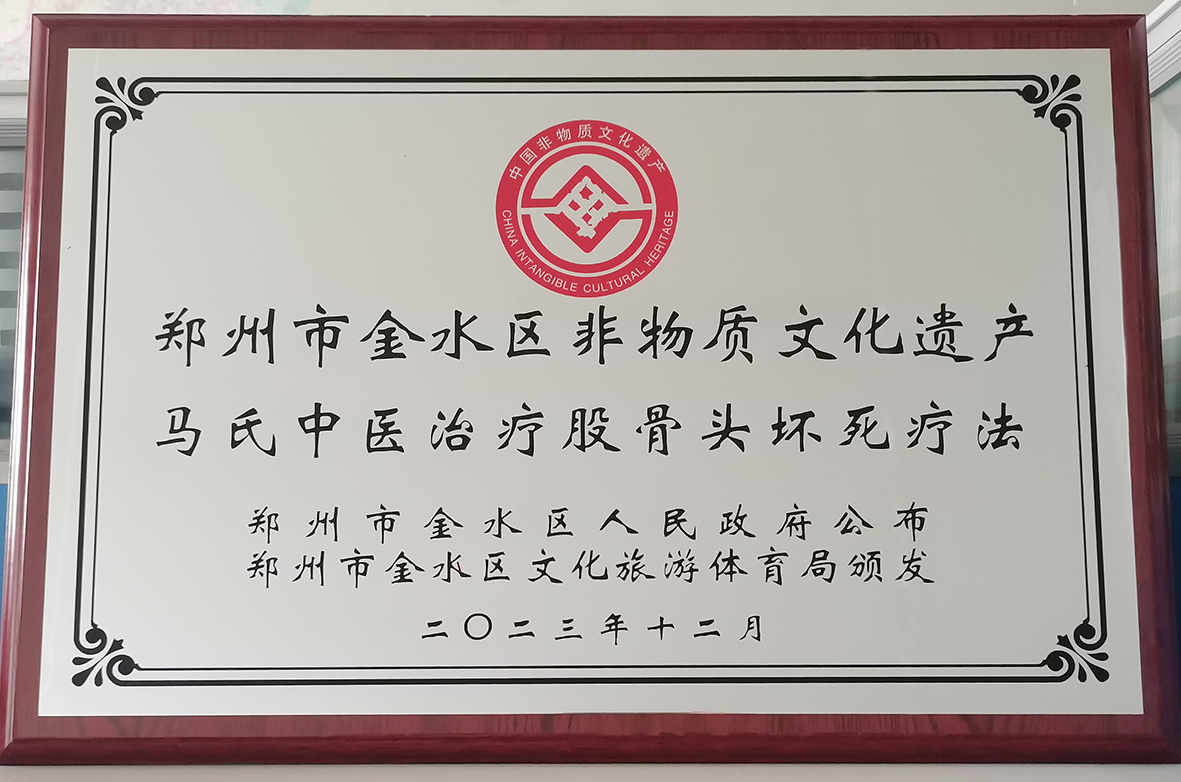 中国非物质文化遗产
CHINA INTANGIBLE CULTURAL HERITAGE
郑州市金水区非物质文化遗产
马氏中医治疗股骨头坏死疗法
郑州市金水区人民政府公布
郑州市金水区文化旅游体育局颁发
二〇二三年十二月